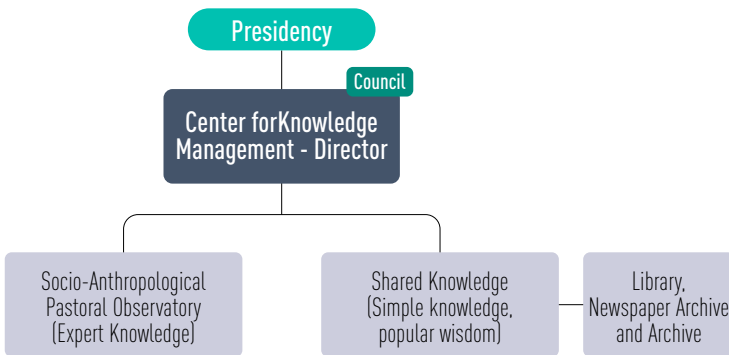 Presidency
Council
Center forKnowledge
Management - Director
Socio-Anthropological
Pastoral Observatory
(Expert Knowledge)
Shared Knowledge
(Simple knowledge,
popular wisdom)
Library,
Newspaper Archive
and Archive